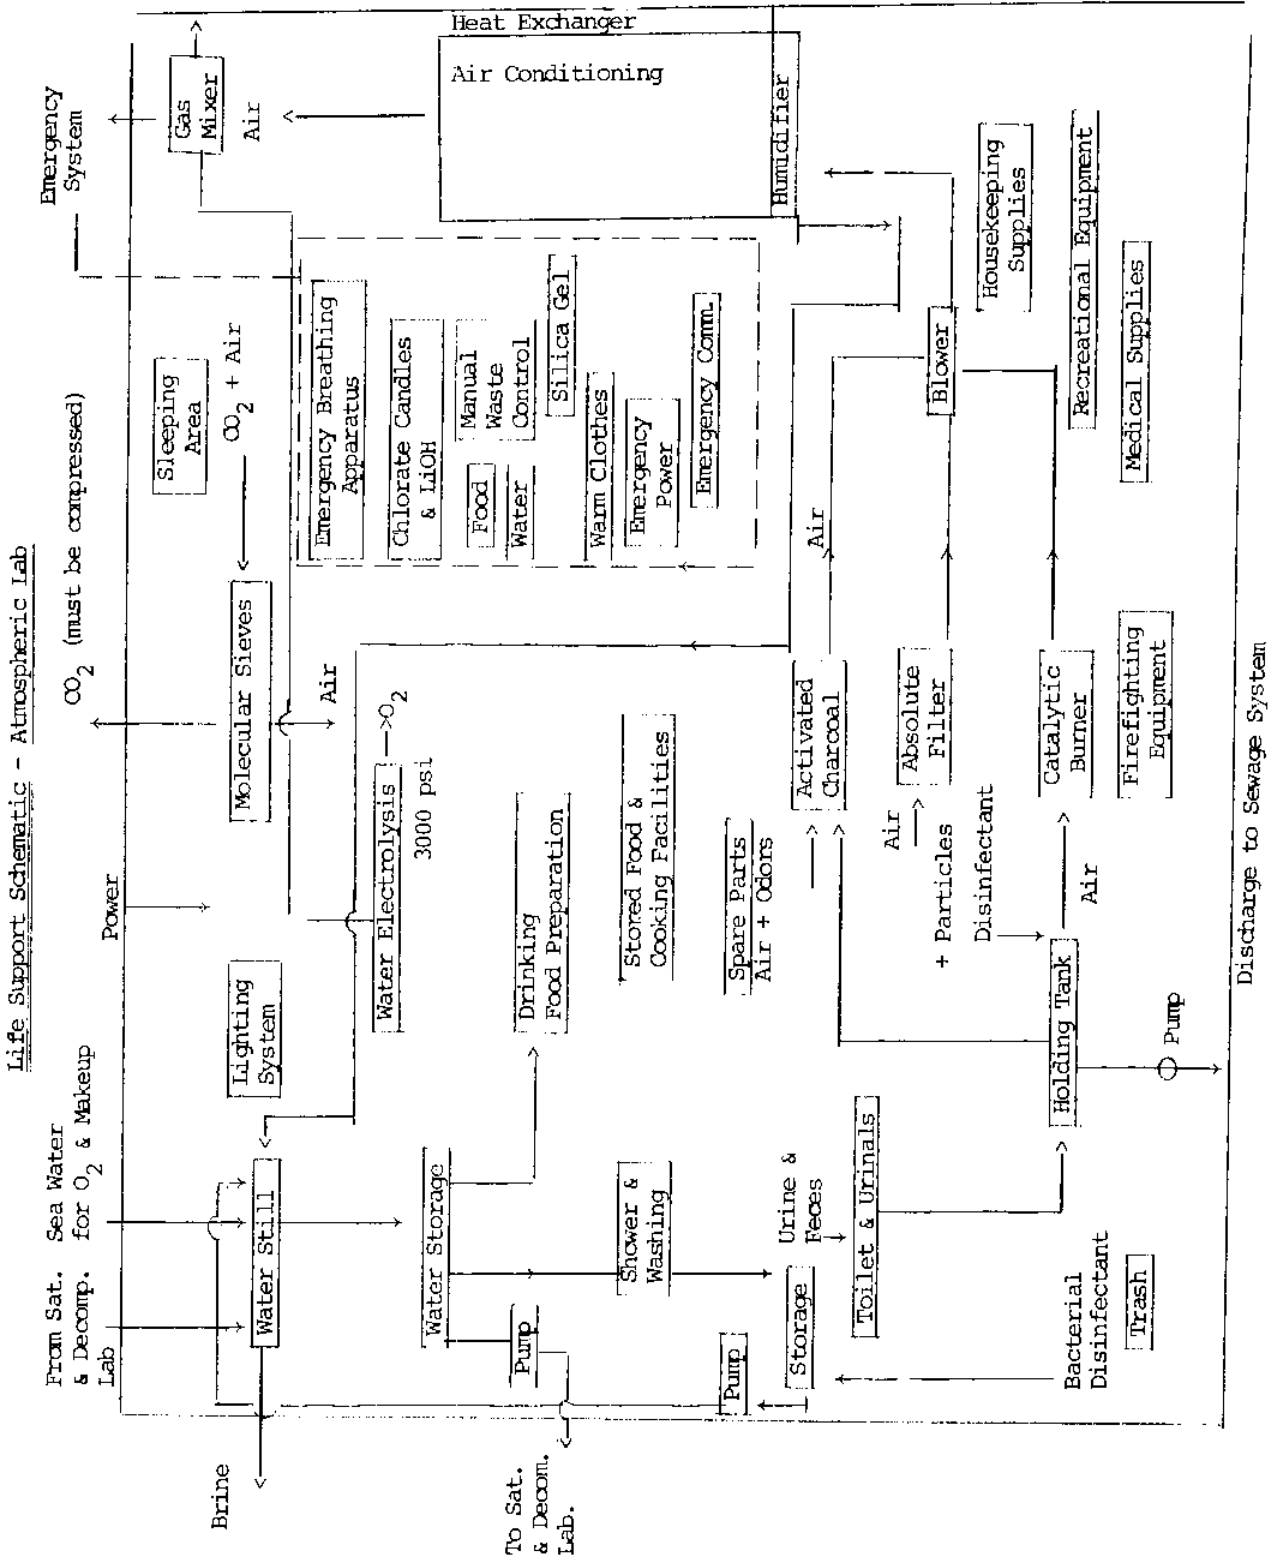 Life Support Schematic - Atmospheric Lab
From Sat.
& Decomp.
Lab
Sea Water
for O2 & Makeup
Power
CO2 (must be compressed)
Emergency
System
Brine
Water Still
Lighting
System
Molecular Sieves
CO2 + Air
Sleeping
Area
Gas
Mixer
Air
Air
Water Electrolysis
O2
3000 psi
Emergency Breathing
Apparatus
Chlorate Candles
& LiOH
Food
Water
Manual
Waste
Control
Silica Gel
Warm Clothes
Emergency
Power
Emergency Comm.
Heat Exchanger
Air Conditioning
Humidifier
Water Storage
Pump
To Sat.
& Decom.
Lab.
Drinking
Food Preparation
Shower &
Washing
Stored Food &
Cooking Facilities
Spare Parts
Air + Odors
Pump
Storage
Urine &
Feces
Toilet & Urinals
Activated
Charcoal
Air
Air
+ Particles
Absolute
Filter
Blower
Housekeeping
Supplies
Disinfectant
Holding Tank
Air
Catalytic
Burner
Recreational Equipment
Bacterial
Disinfectant
Trash
Pump
Firefighting
Equipment
Medical Supplies
Discharge to Sewage System